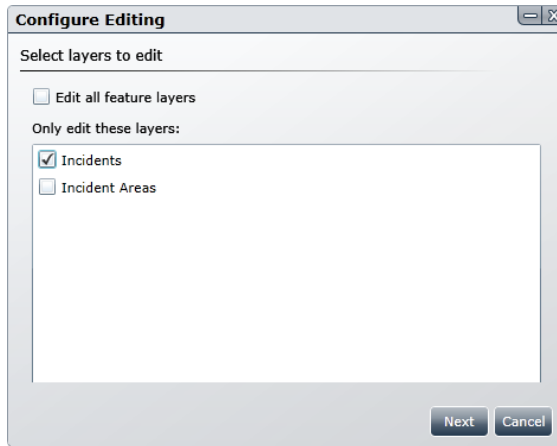 Configure Editing
Select layers to edit
Edit all feature layers
Only edit these layers:
Incidents
Incident Areas
Next Cancel